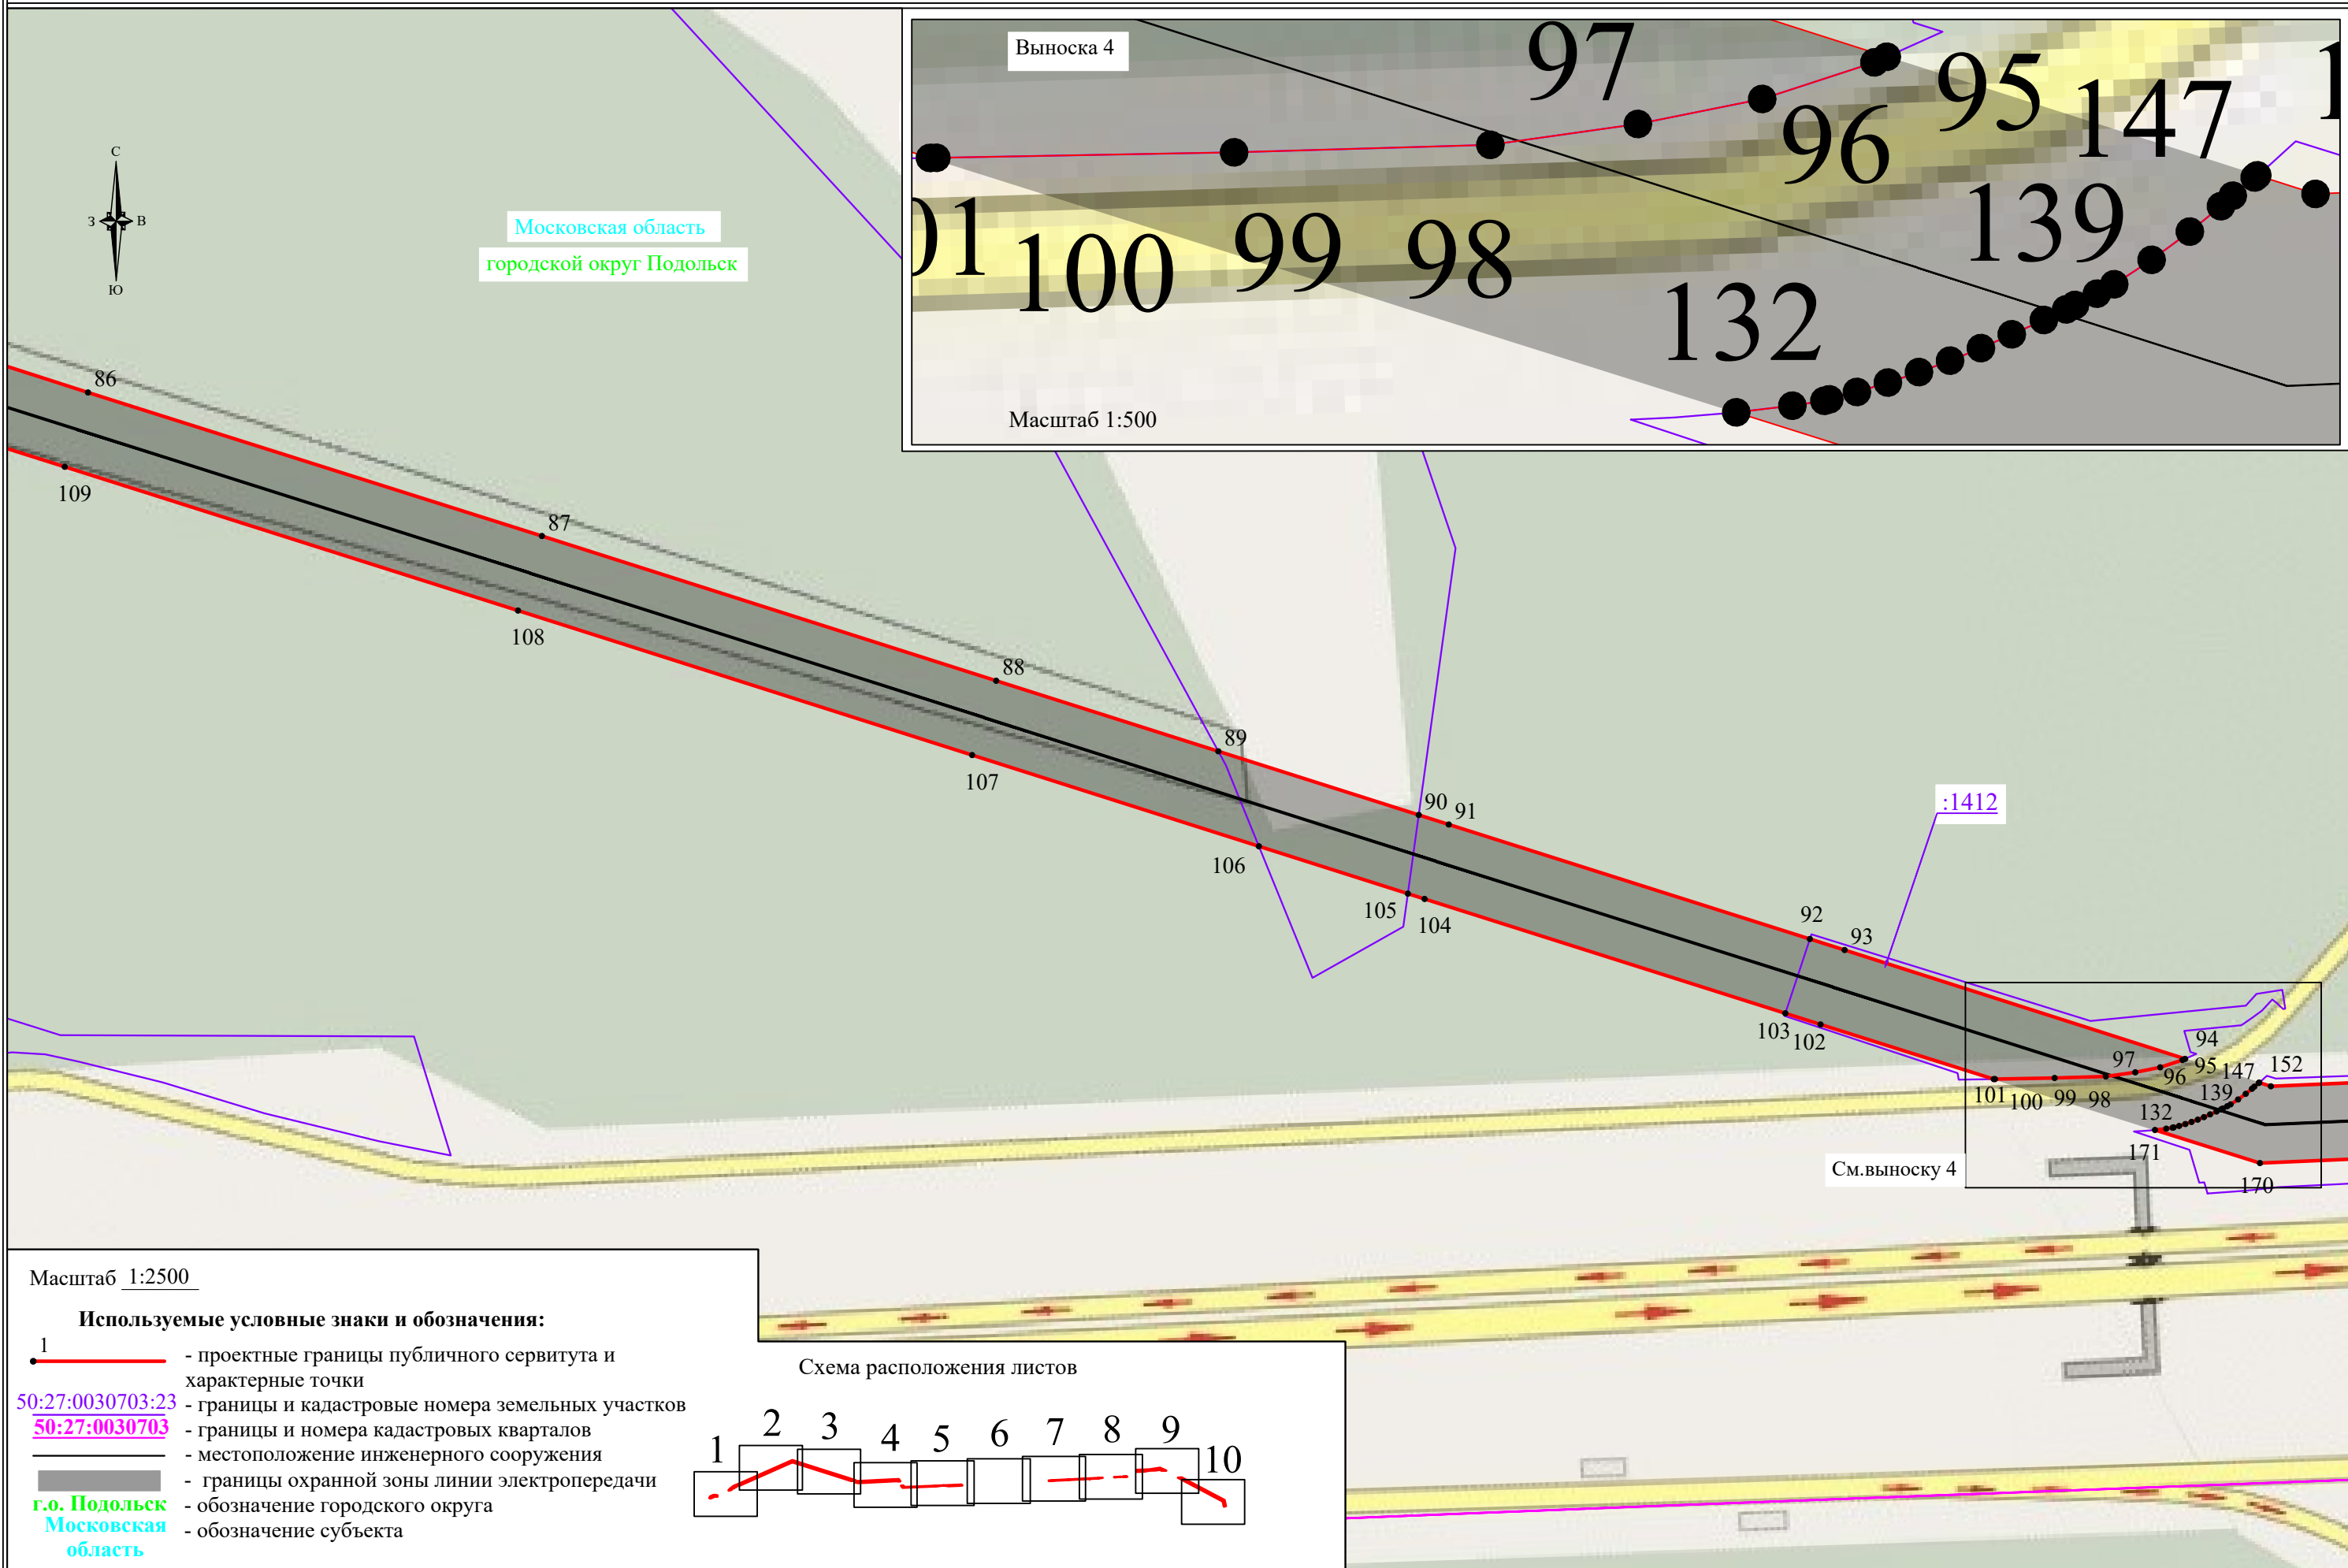 Выноска 4
97
95
96
147
139
01
100
99
98
132
Масштаб 1:500
С
З
В
Ю
Московская область
городской округ Подольск
86
109
87
108
88
107
89
106
90
91
105
104
:1412
92
93
103
102
94
97
95
147
152
96
101
100
99
98
139
132
171
170
См.выноску 4
Масштаб 1:2500
Используемые условные знаки и обозначения:
1
- проектные границы публичного сервитута и
характерные точки
50:27:0030703:23 - границы и кадастровые номера земельных участков
50:27:0030703 - границы и номера кадастровых кварталов
- местоположение инженерного сооружения
- границы охранной зоны линии электропередачи
г.о. Подольск - обозначение городского округа
Московская область - обозначение субъекта
Схема расположения листов
1
2
3
4
5
6
7
8
9
10